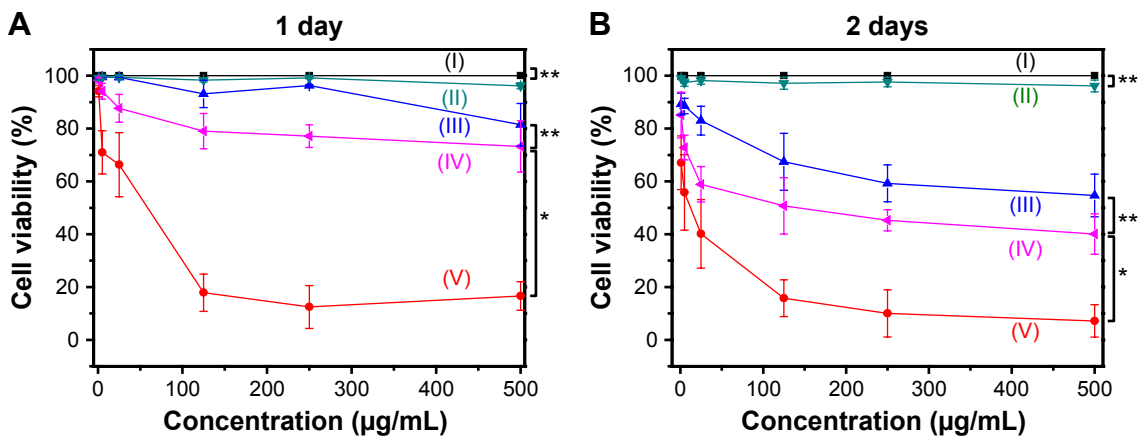 A
1 day
Cell viability (%)
100
80
60
40
20
0
(I)
(II)
(III)
(IV)
(V)
**
**
*
0
100
200
300
400
500
Concentration (µg/mL)
B
2 days
Cell viability (%)
100
80
60
40
20
0
(I)
(II)
(III)
(IV)
(V)
**
**
*
0
100
200
300
400
500
Concentration (µg/mL)